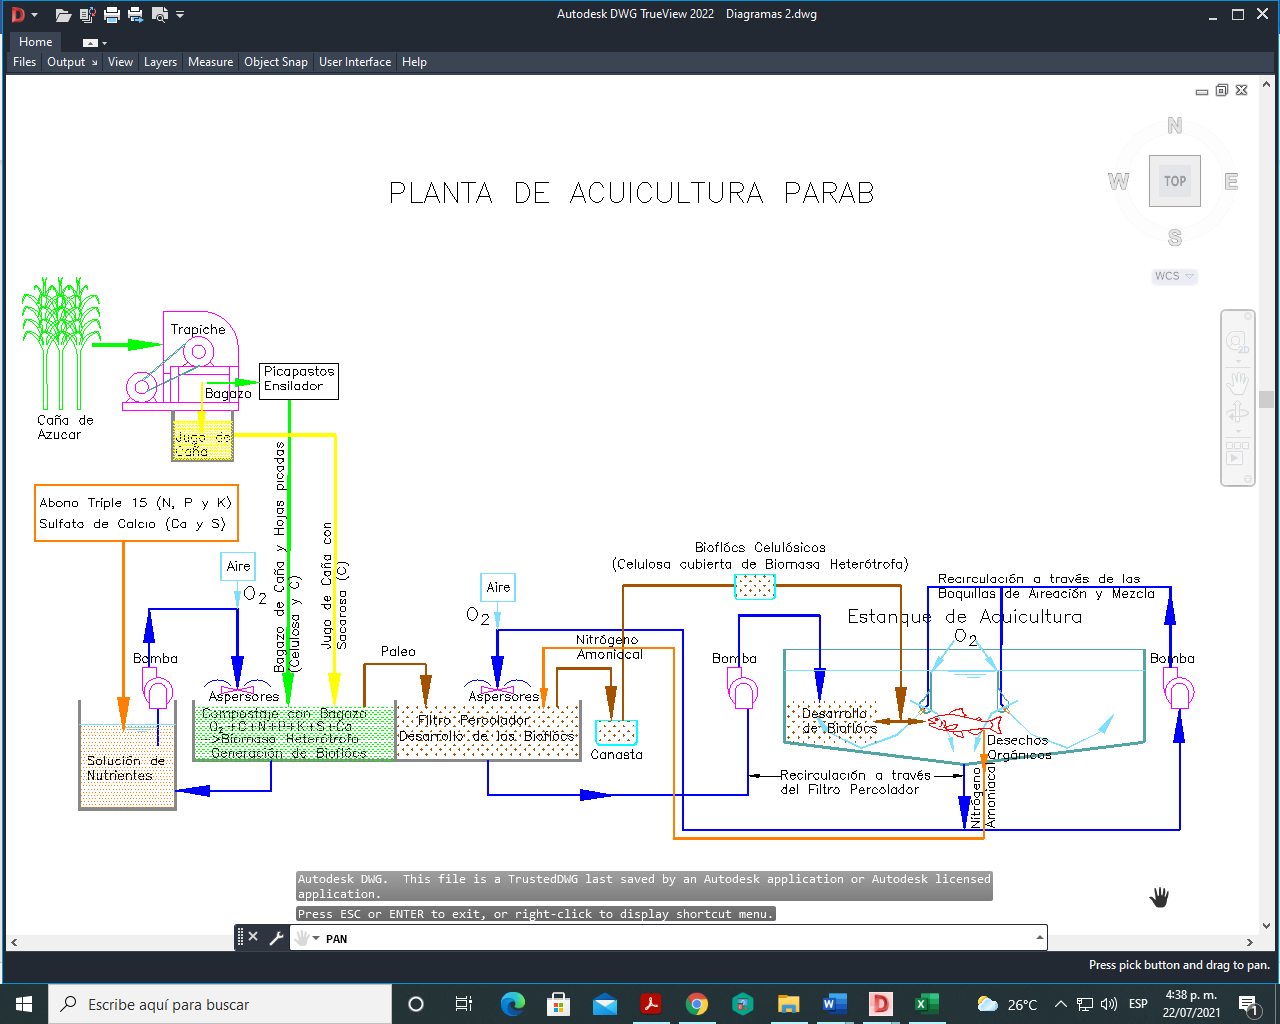 Autodesk DWG TrueView 2022    Diagramas 2.dwg
Home
Files Output View Layers Measure Object Snap User Interface Help
N
W TOP E
S
WCS
2D
PLANTA DE ACUICULTURA PARAB
Trapiche
Picapastos
Ensilador
Bagazo
Caña de
Azucar
Jugo de
Caña
Abono Triple 15 (N, P y K)
Sulfata de Calcio (Ca y S)
Bagazo de Caña y Hojas picadas
(Celulosa y C)
Jugo de Caña con
Sacarosa (C)
Aire
O2
Aire
O2
Bioflócs Celulósicos
(Celulosa cubierta de Biomasa Heterótrofa)
Recirculación a través de las
Boquillas de Aireación y Mezcla
Estanque de Acuicultura
O2
Nitrógeno
Amoniacal
Paleo
Bomba
Bomba
Bomba
Aspersores
Aspersores
Compostaje con Bagazo
O2+C+N+P+K+S+Ca
->Biomasa Heterótrofa
Generación de Bioflócs
Filtro Percolador
Desarrollo de los Bioflócs
Canasta
Desarrollo
de Bioflócs
Desechos
Orgánicos
Solución de
Nutrientes
Recirculación a través
del Filtro Percolador
Nitrógeno
Amoniacal
Autodesk DWG.  This file is a TrustedDWG last saved by an Autodesk application or Autodesk licensed
application.
Press ESC or ENTER to exit, or right-click to display shortcut menu.
PAN
Press pick button and drag to pan.
Escribe aquí para buscar
26°C
ESP
4:38 p. m.
22/07/2021
1